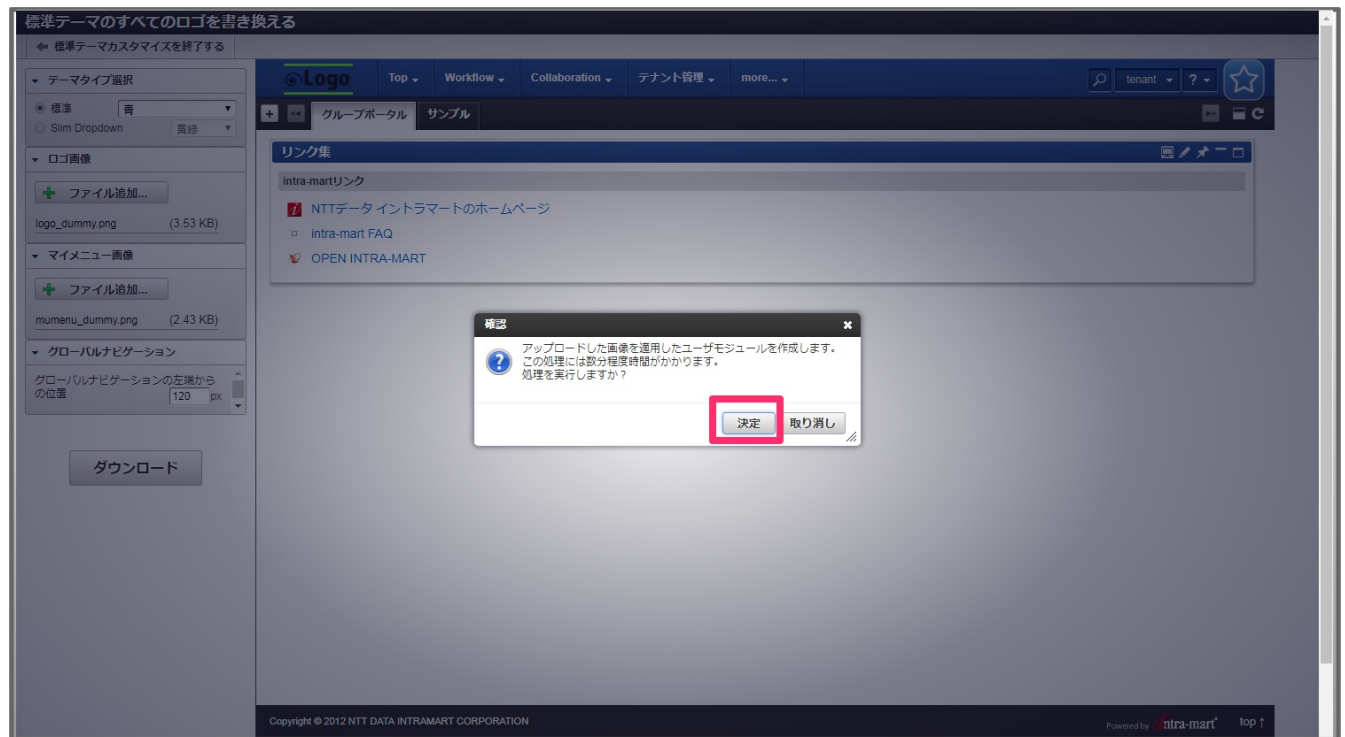 標準テーマのすべてのロゴを書き換える
標準テーマカスタマイズを終了する
テーマタイプ選択
標準 青
Slim Dropdown 黄緑
ロゴ画像
ファイル追加...
logo_dummy.png (3.53 KB)
マイメニュー画像
ファイル追加...
mumenu_dummy.png (2.43 KB)
グローバルナビゲーション
グローバルナビゲーションの左端から
の位置 120 px
ダウンロード
Logo Top Workflow Collaboration テナント管理 more... tenant ?
グループポータル サンプル
リンク集
intra-martリンク
NTTデータ イントラマートのホームページ
intra-mart FAQ
OPEN INTRA-MART
確認
アップロードした画像を適用したユーザモジュールを作成します。
この処理には数分程度時間がかかります。
処理を実行しますか？
決定 取り消し
Copyright © 2012 NTT DATA INTRAMART CORPORATION
Powered by intra-mart top ↑